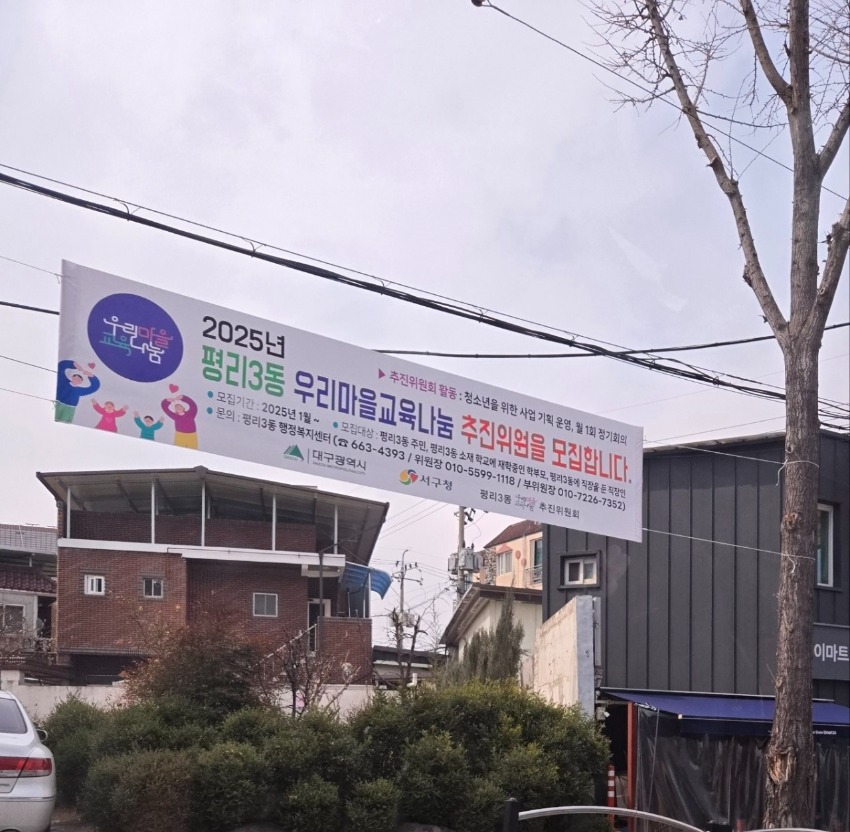 우리마을
교육나눔
2025년
평리3동 우리마을교육나눔 추진위원을 모집합니다.
▶ 추진위원회 활동 : 청소년을 위한 사업 기획 운영, 월 1회 정기회의
• 모집기간 : 2025년 1월 ~ • 모집대상 : 평리3동 주민, 평리3동 소재 학교에 재학중인 학부모, 평리3동에 직장을 둔 직장인
• 문의 : 평리3동 행정복지센터 (☎ 663-4393 / 위원장 010-5599-1118 / 부위원장 010-7226-7352)
대구광역시
서구청
평리3동 우리마을교육나눔 추진위원회
이마트